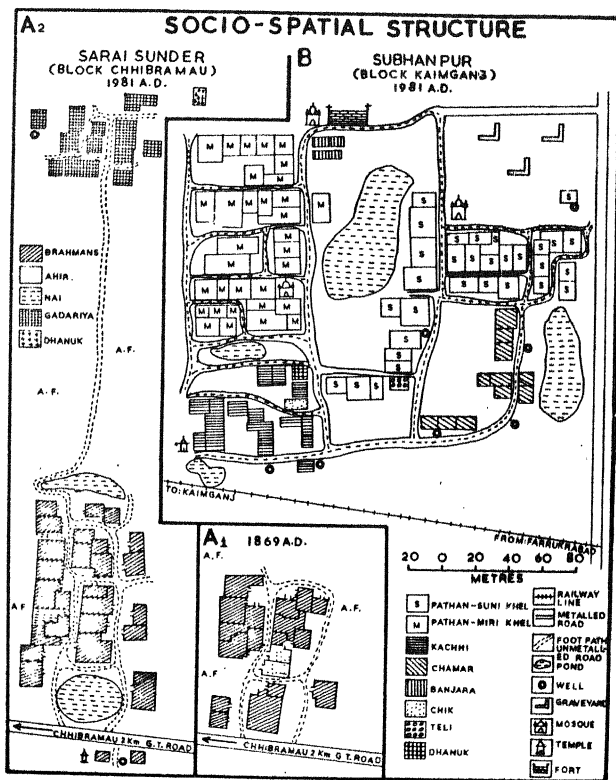 A2
SOCIO-SPATIAL STRUCTURE
SARAI SUNDER
(BLOCK CHHIBRAMAU)
1981 A.D.
B
SUBHANPUR
(BLOCK KAIMGANJ)
1981 A.D.
BRAHMANS
AHIR.
NAI
GADARIYA
DHANUK
A.F.
A.F.
A.F
M M M M M
M M
M M
M M M M M
M
M
M
M M
M
M
M M M M
M M M
M M
S
S
S
S
S
S
S
S
S
S S S
S S S
S S S S
S S S
S
S
S
S
S
TO:KAIMGANJ
FROM:FARRUKHABAD
A1 1869 A.D.
A.F.
A.F.
A.F
CHHIBRAMAU 2 Km G.T. ROAD
CHHIBRAMAU 2 Km G.T. ROAD
20 0 20 40 60 80
METRES
S PATHAN-SUNI KHEL
M PATHAN-MIRI KHEL
KACHHI
CHAMAR
BANJARA
CHIK
TELI
DHANUK
RAILWAY
LINE
METALLED
ROAD
FOOT PATH
UNMETALL-
ED ROAD
POND
WELL
GRAVEYARD
MOSQUE
TEMPLE
FORT